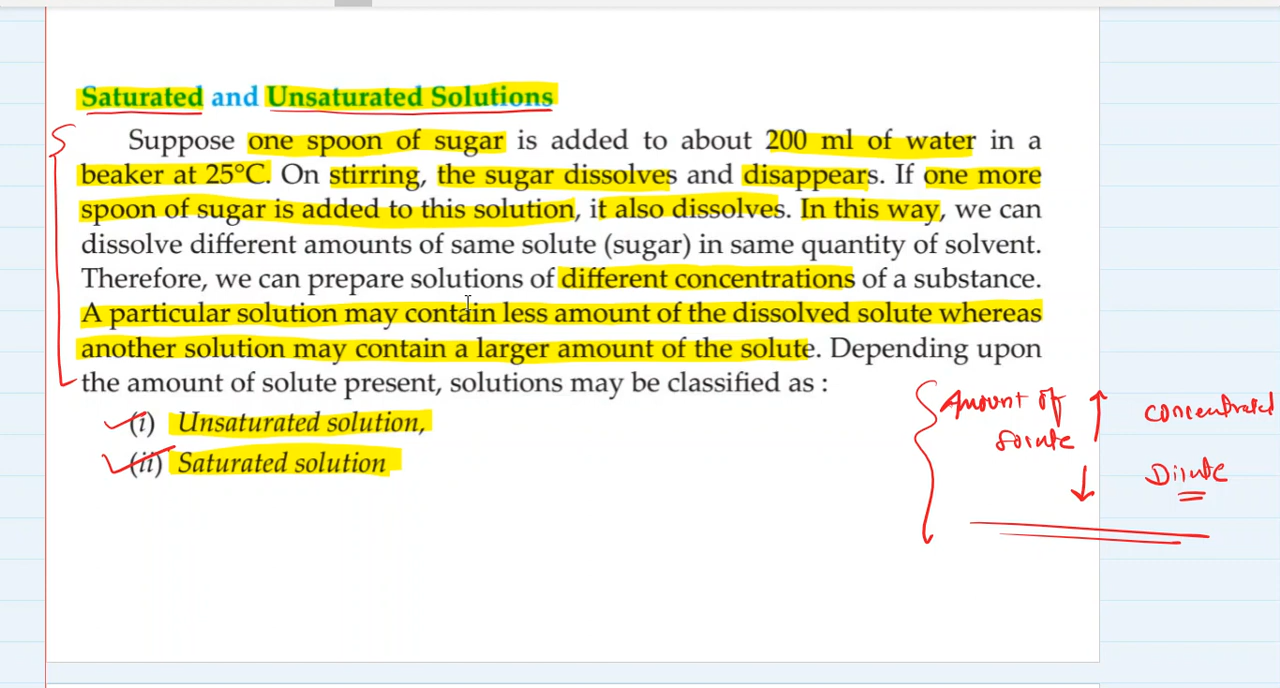 Saturated and Unsaturated Solutions
Suppose one spoon of sugar is added to about 200 ml of water in a
beaker at 25°C. On stirring, the sugar dissolves and disappears. If one more
spoon of sugar is added to this solution, it also dissolves. In this way, we can
dissolve different amounts of same solute (sugar) in same quantity of solvent.
Therefore, we can prepare solutions of different concentrations of a substance.
A particular solution may contain less amount of the dissolved solute whereas
another solution may contain a larger amount of the solute. Depending upon
the amount of solute present, solutions may be classified as :
(i) Unsaturated solution,
(ii) Saturated solution
Amount of
solute
concentrated
Dilute